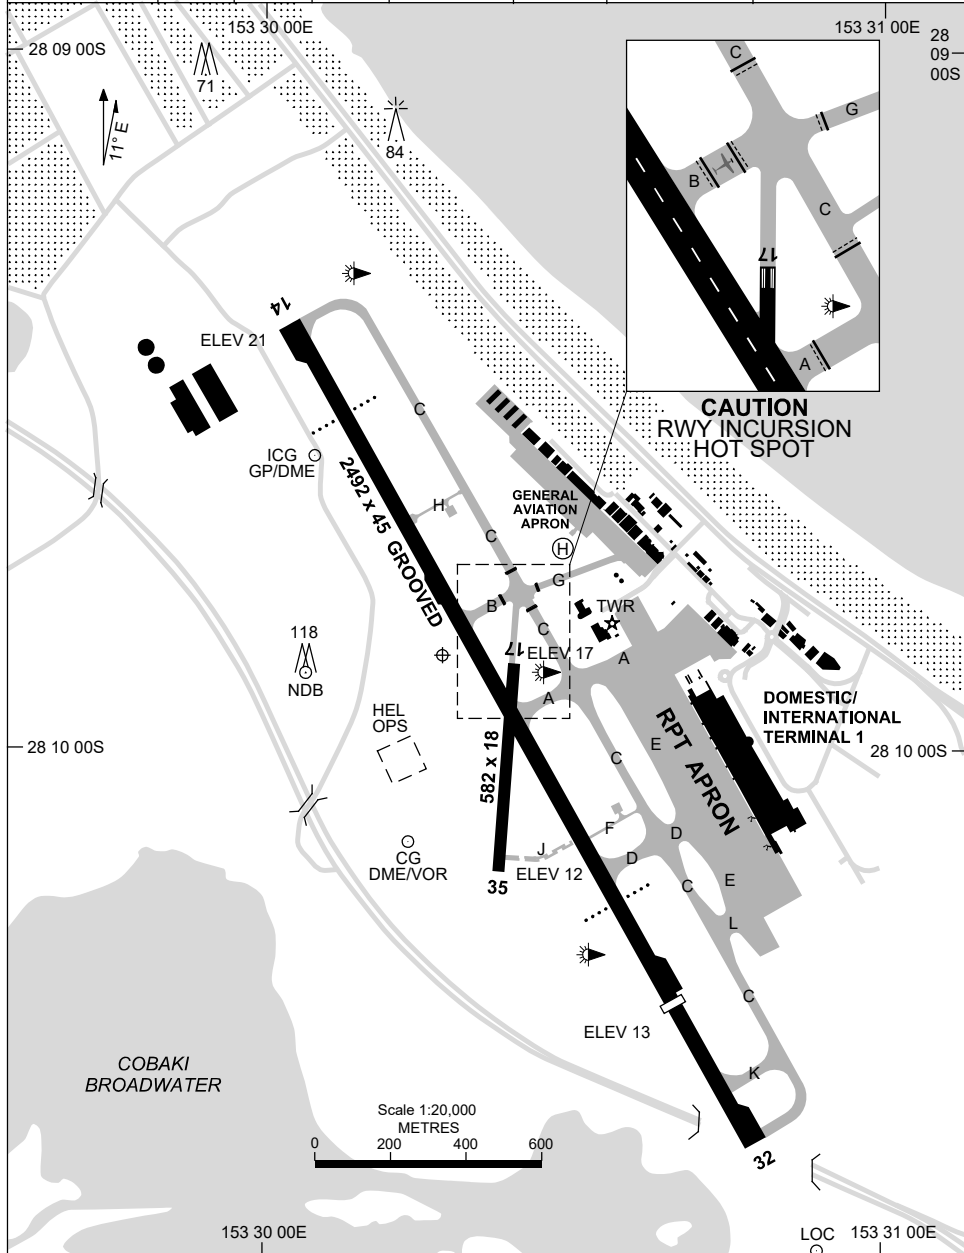 153 30 00E
153 31 00E
28 09 00S
28
09
00S
71
11° E
84
C
G
B
C
17
A
CAUTION
RWY INCURSION
HOT SPOT
14
ELEV 21
C
ICG
GP/DME
2492 x 45 GROOVED
H
GENERAL
AVIATION
APRON
C
H
G
B
TWR
C
118
17
ELEV 17
A
NDB
A
DOMESTIC/
INTERNATIONAL
TERMINAL 1
HEL
OPS
RPT APRON
E
28 10 00S
28 10 00S
C
582 x 18
F
D
J
D
CG
DME/VOR
ELEV 12
35
C
E
L
C
ELEV 13
COBAKI
BROADWATER
K
Scale 1:20,000
METRES
0 200 400 600
32
153 30 00E
LOC
153 31 00E